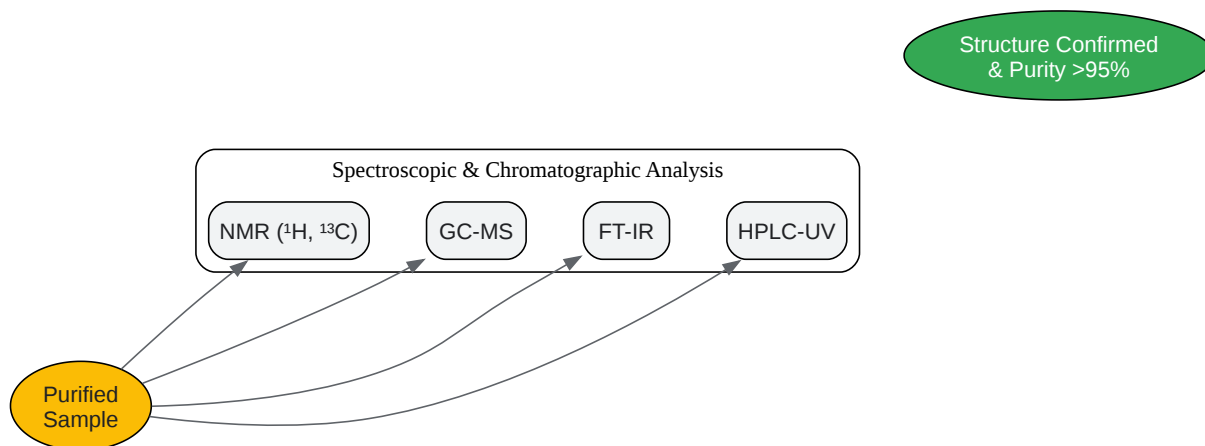 Structure Confirmed
& Purity >95%
Spectroscopic & Chromatographic Analysis
NMR (¹H, ¹³C)
GC-MS
FT-IR
HPLC-UV
Purified
Sample